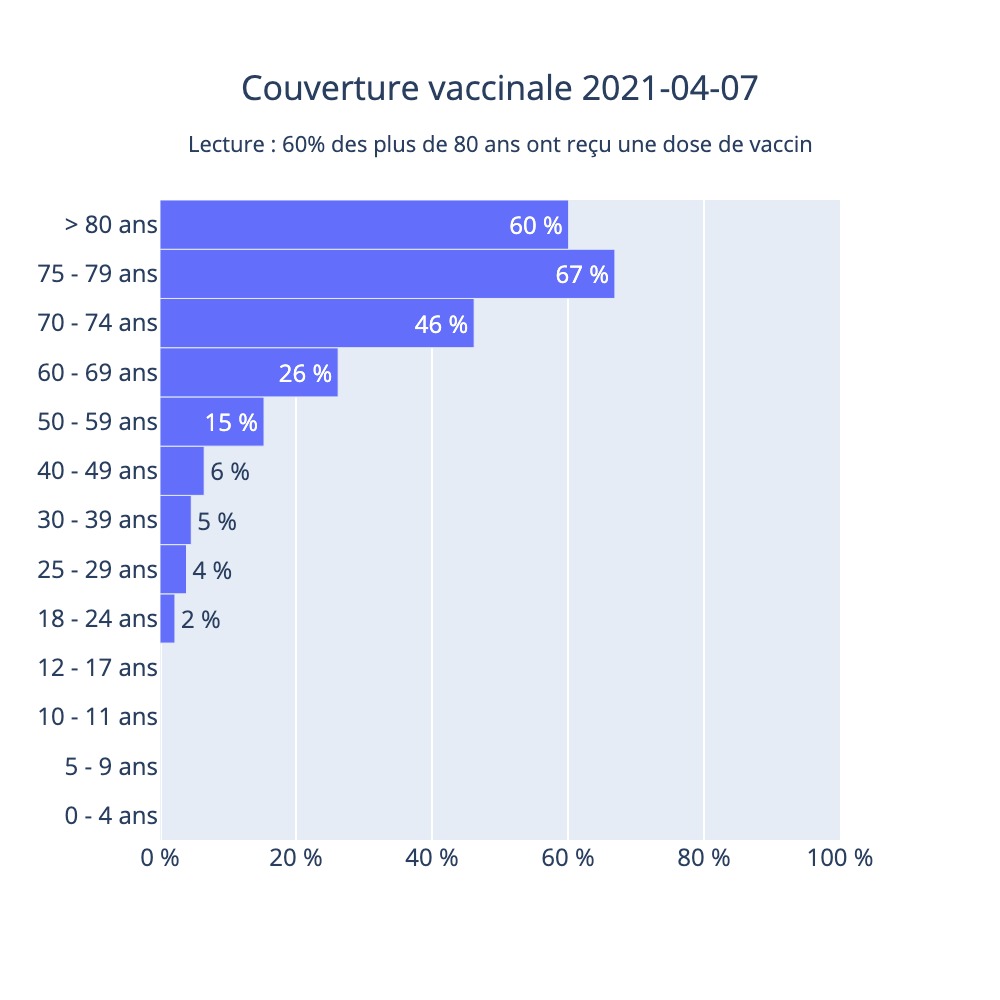 Couverture vaccinale 2021-04-07
Lecture : 60% des plus de 80 ans ont reçu une dose de vaccin
> 80 ans 60 %
75 - 79 ans 67 %
70 - 74 ans 46 %
60 - 69 ans 26 %
50 - 59 ans 15 %
40 - 49 ans 6 %
30 - 39 ans 5 %
25 - 29 ans 4 %
18 - 24 ans 2 %
12 - 17 ans
10 - 11 ans
5 - 9 ans
0 - 4 ans
0 % 20 % 40 % 60 % 80 % 100 %